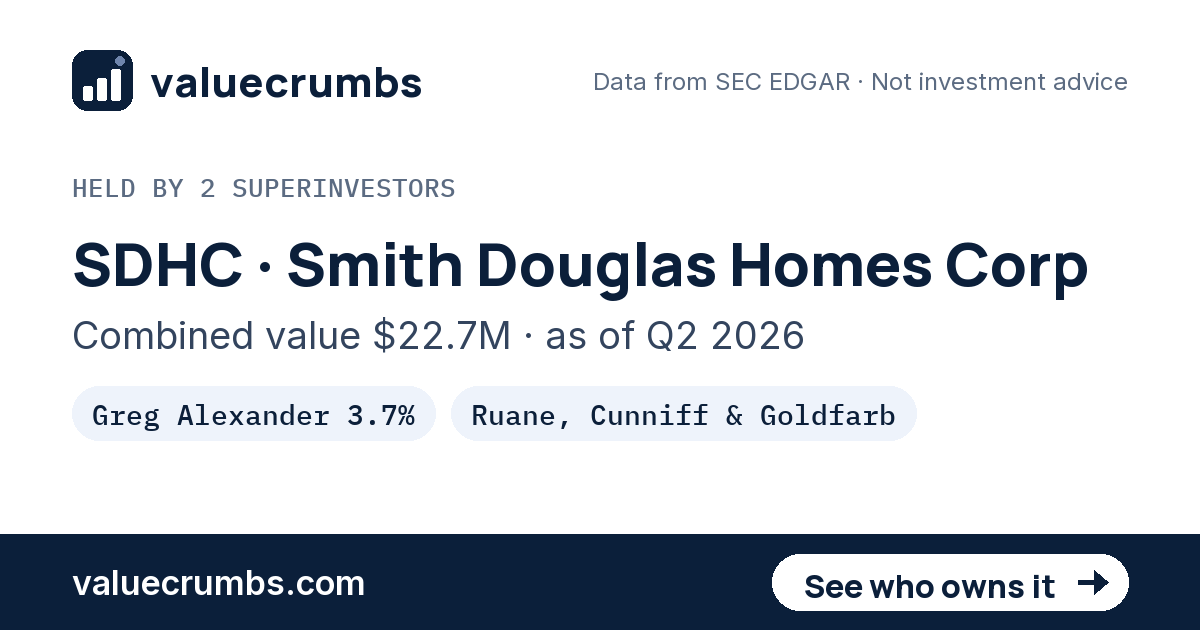 valuecrumbs
Data from SEC EDGAR · Not investment advice
HELD BY 2 SUPERINVESTORS
SDHC · Smith Douglas Homes Corp
Combined value $22.7M · as of Q2 2026
Greg Alexander 3.7%
Ruane, Cunniff & Goldfarb
valuecrumbs.com
See who owns it →